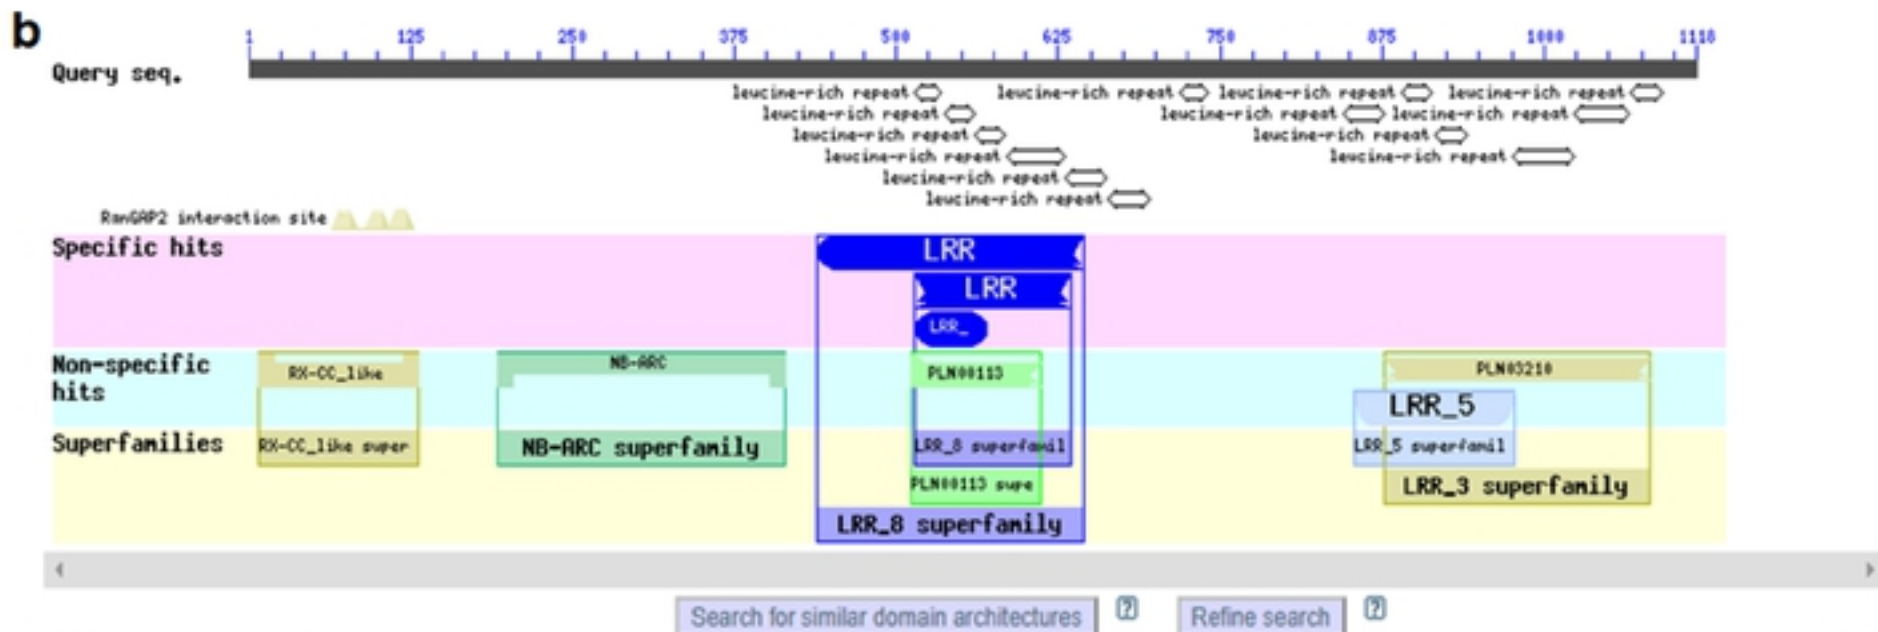 b
1 125 250 375 500 625 750 875 1000 1118
Query seq.
leucine-rich repeat leucine-rich repeat leucine-rich repeat leucine-rich repeat
leucine-rich repeat leucine-rich repeat leucine-rich repeat
leucine-rich repeat leucine-rich repeat
leucine-rich repeat leucine-rich repeat
leucine-rich repeat
leucine-rich repeat
RanGAP2 interaction site
Specific hits
LRR
LRR
LRR_
Non-specific
hits
RX-CC_like NB-ARC PLN00113 PLN03210
LRR_5
Superfamilies
RX-CC_like super NB-ARC superfamily LRR_8 superfamil LRR_5 superfamil
PLN00113 supe LRR_3 superfamily
LRR_8 superfamily
Search for similar domain architectures ? Refine search ?